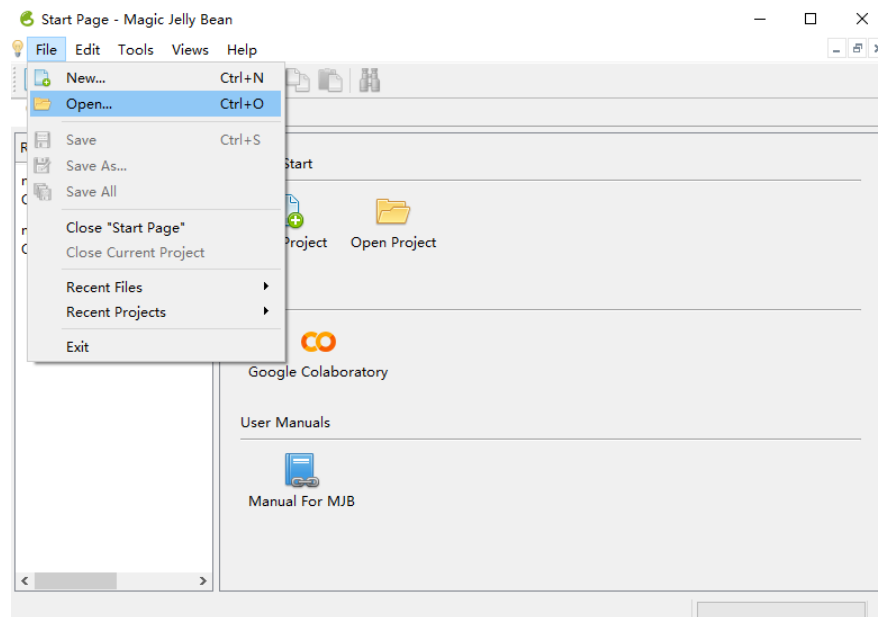 Start Page - Magic Jelly Bean
File Edit Tools Views Help
New... Ctrl+N
Open... Ctrl+O
Save Ctrl+S
Save As...
Save All
Close "Start Page"
Close Current Project
Recent Files
Recent Projects
Exit
Start
Project
Open Project
Google Colaboratory
User Manuals
Manual For MJB